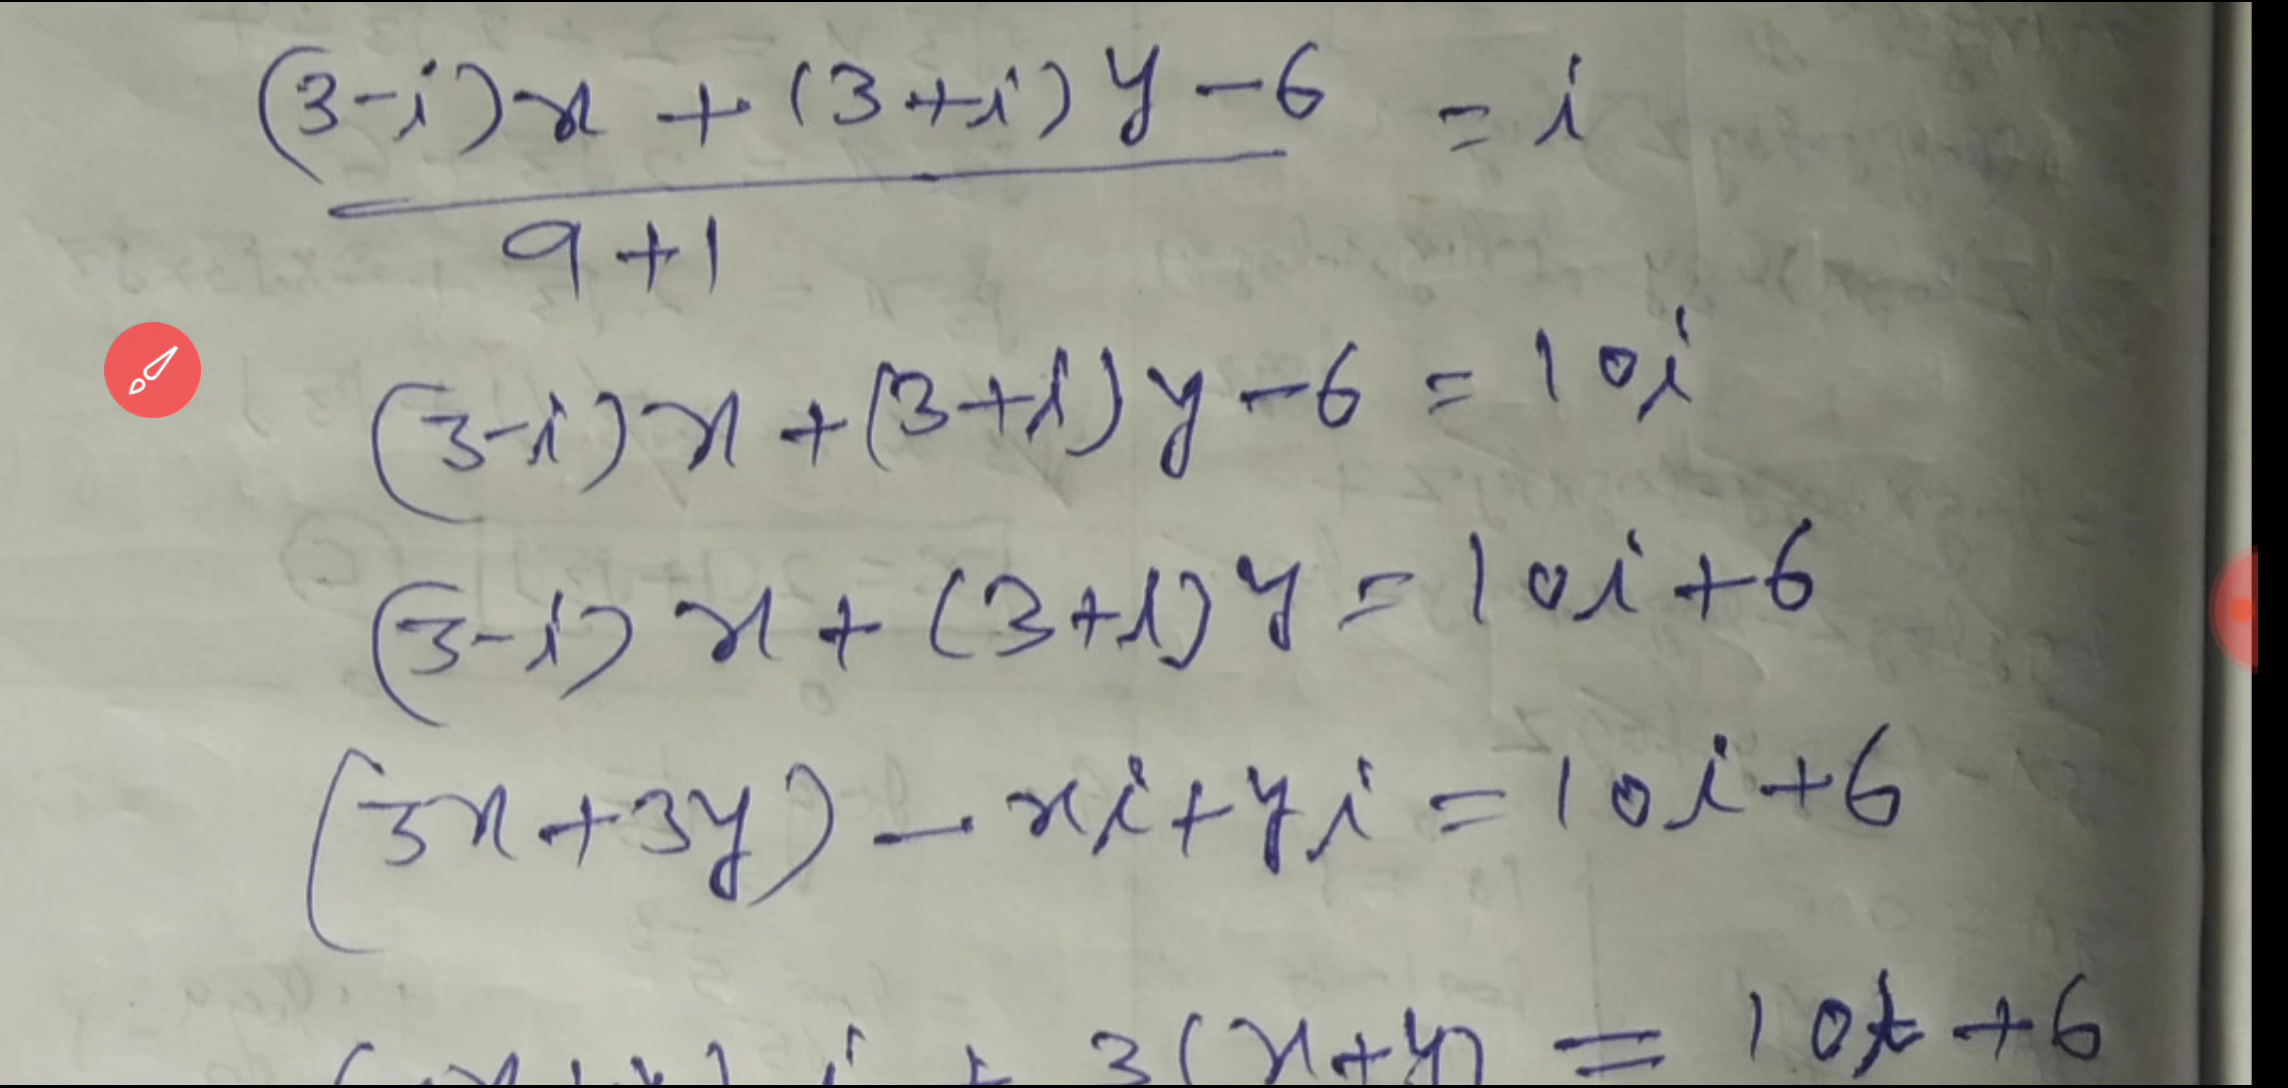 (3-i)x + (3+i)y - 6 = i
9+1
(3-i)x + (3+i)y - 6 = 10i
(3-i)x + (3+i)y = 10i + 6
(3x+3y) - xi + yi = 10i + 6
i + 3(x+y) = 10i + 6